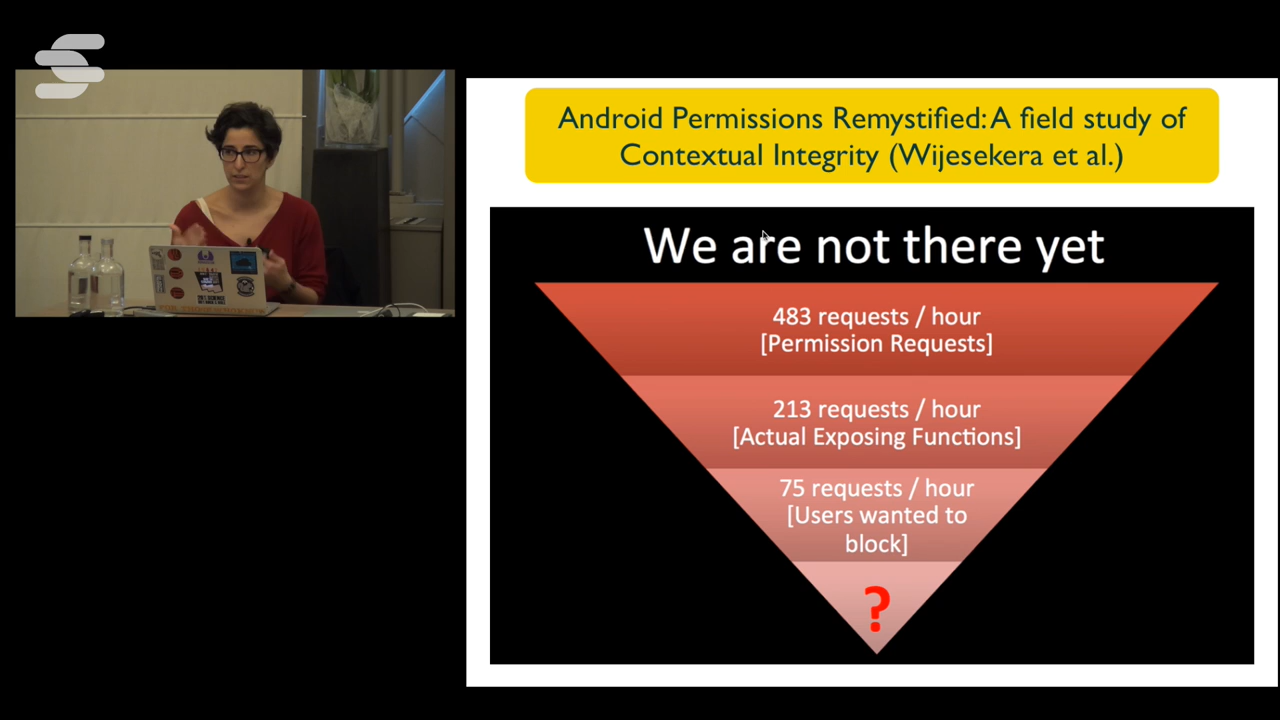 Android Permissions Remystified: A field study of
Contextual Integrity (Wijesekera et al.)
We are not there yet
483 requests / hour
[Permission Requests]
213 requests / hour
[Actual Exposing Functions]
75 requests / hour
[Users wanted to
block]
?